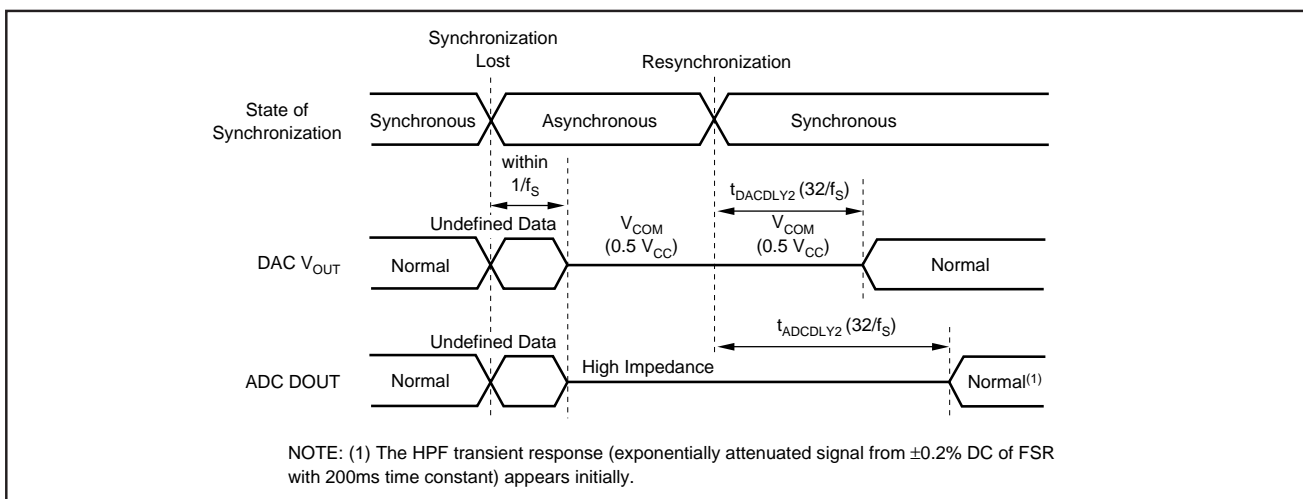 Synchronization
Lost
Resynchronization
State of
Synchronization
Synchronous
Asynchronous
Synchronous
within
1/fS
tDACDLY2 (32/fS)
Undefined Data
VCOM
(0.5 VCC)
VCOM
(0.5 VCC)
DAC VOUT
Normal
Normal
tADCDLY2 (32/fS)
Undefined Data
High Impedance
ADC DOUT
Normal
Normal(1)
NOTE: (1) The HPF transient response (exponentially attenuated signal from ±0.2% DC of FSR
with 200ms time constant) appears initially.